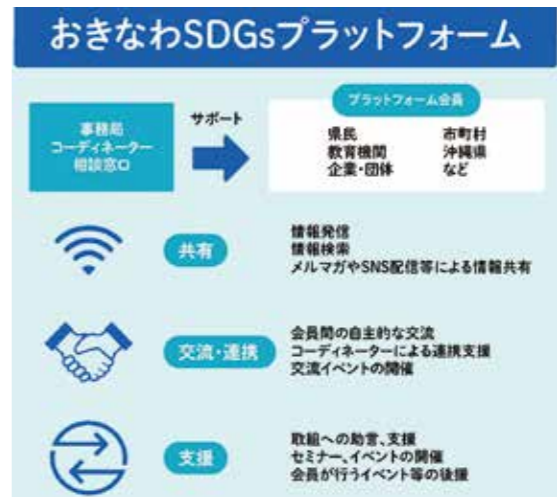 おきなわSDGsプラットフォーム
事務局
コーディネーター
相談窓口
サポート
プラットフォーム会員
県民
教育機関
企業・団体
市町村
沖縄県
など
共有
情報発信
情報検索
メルマガやSNS配信等による情報共有
交流・連携
会員間の自主的な交流
コーディネーターによる連携支援
交流イベントの開催
支援
取組への助言、支援
セミナー、イベントの開催
会員が行うイベント等の後援